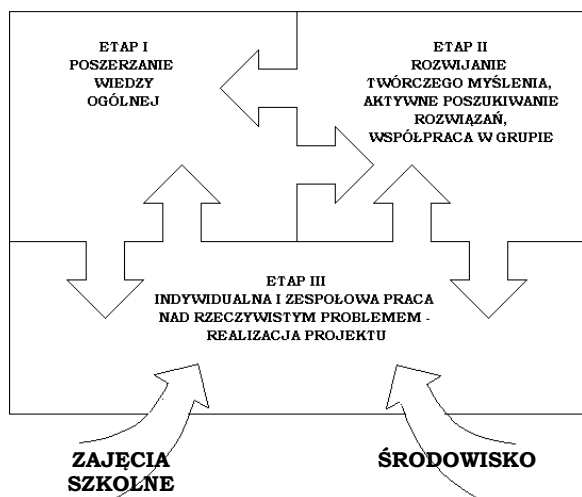 ETAP I
POSZERZANIE
WIEDZY
OGÓLNEJ
ETAP II
ROZWIJANIE
TWÓRCZEGO MYŚLENIA,
AKTYWNE POSZUKIWANIE
ROZWIĄZAŃ,
WSPÓŁPRACA W GRUPIE
ETAP III
INDYWIDUALNA I ZESPOŁOWA PRACA
NAD RZECZYWISTYM PROBLEMEM -
REALIZACJA PROJEKTU
ZAJĘCIA
SZKOLNE
ŚRODOWISKO